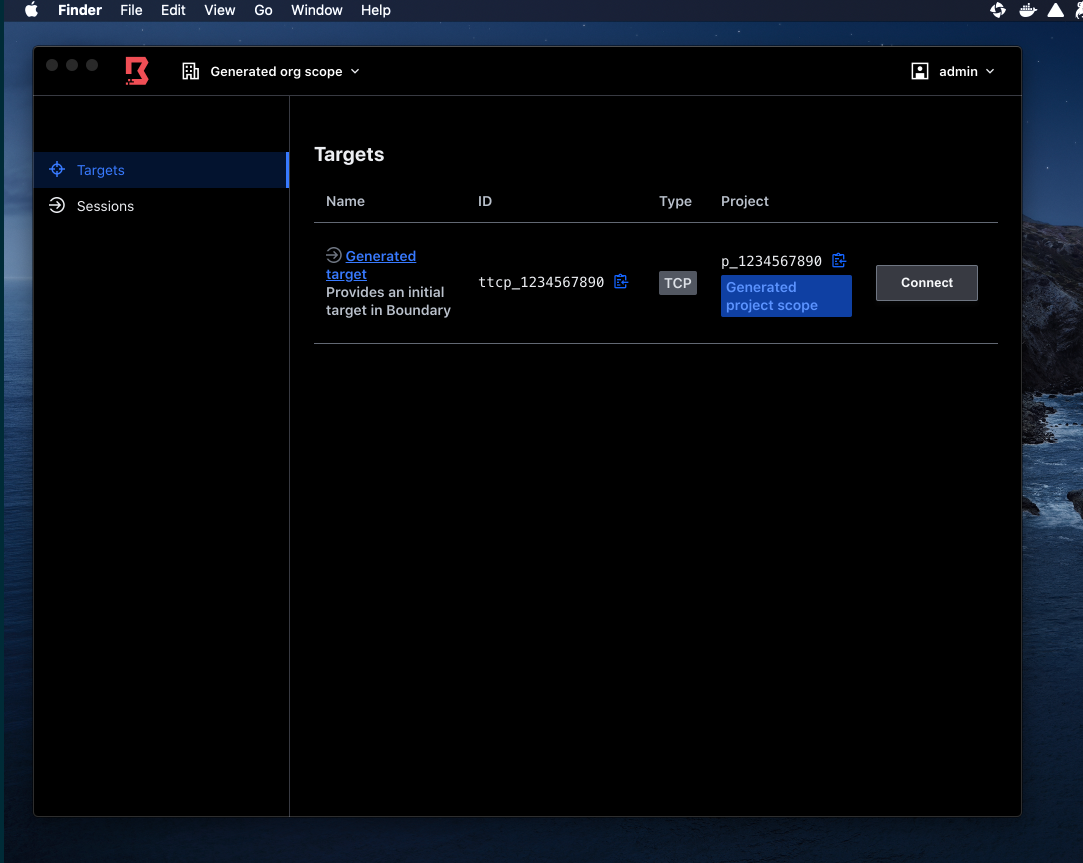 Finder File Edit View Go Window Help
Generated org scope
admin
Targets
Sessions
Targets
Name ID Type Project
Generated
target
Provides an initial
target in Boundary
ttcp_1234567890
TCP
p_1234567890
Generated
project scope
Connect